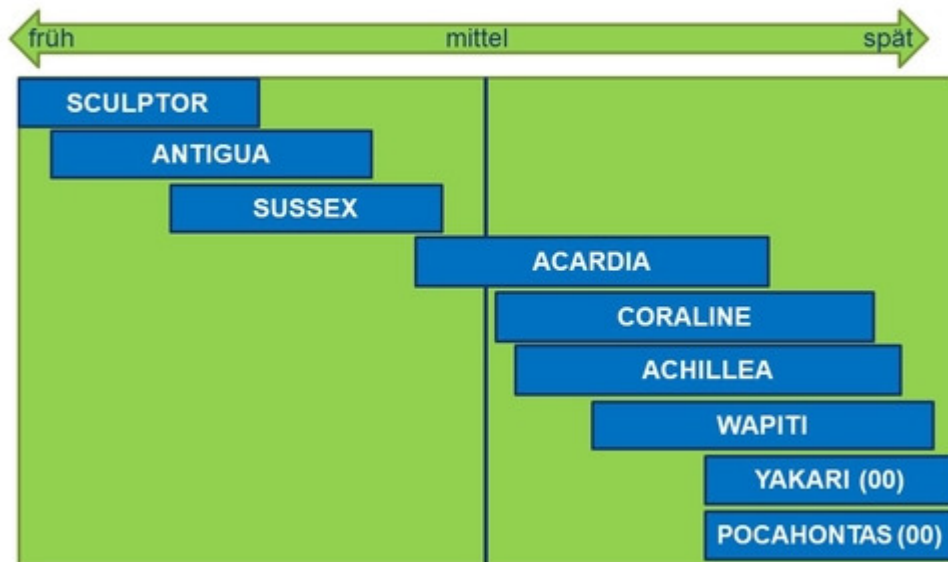 früh mittel spät
SCULPTOR
ANTIGUA
SUSSEX
ACARDIA
CORALINE
ACHILLEA
WAPITI
YAKARI (00)
POCAHONTAS (00)